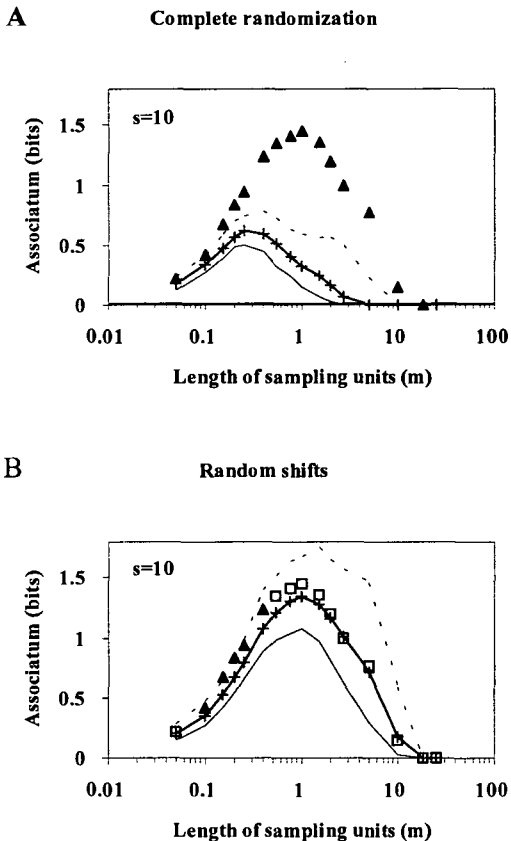 A
Complete randomization
s=10
Associatum (bits)
1.5
1
0.5
0
0.01 0.1 1 10 100
Length of sampling units (m)
B
Random shifts
s=10
Associatum (bits)
1.5
1
0.5
0
0.01 0.1 1 10 100
Length of sampling units (m)